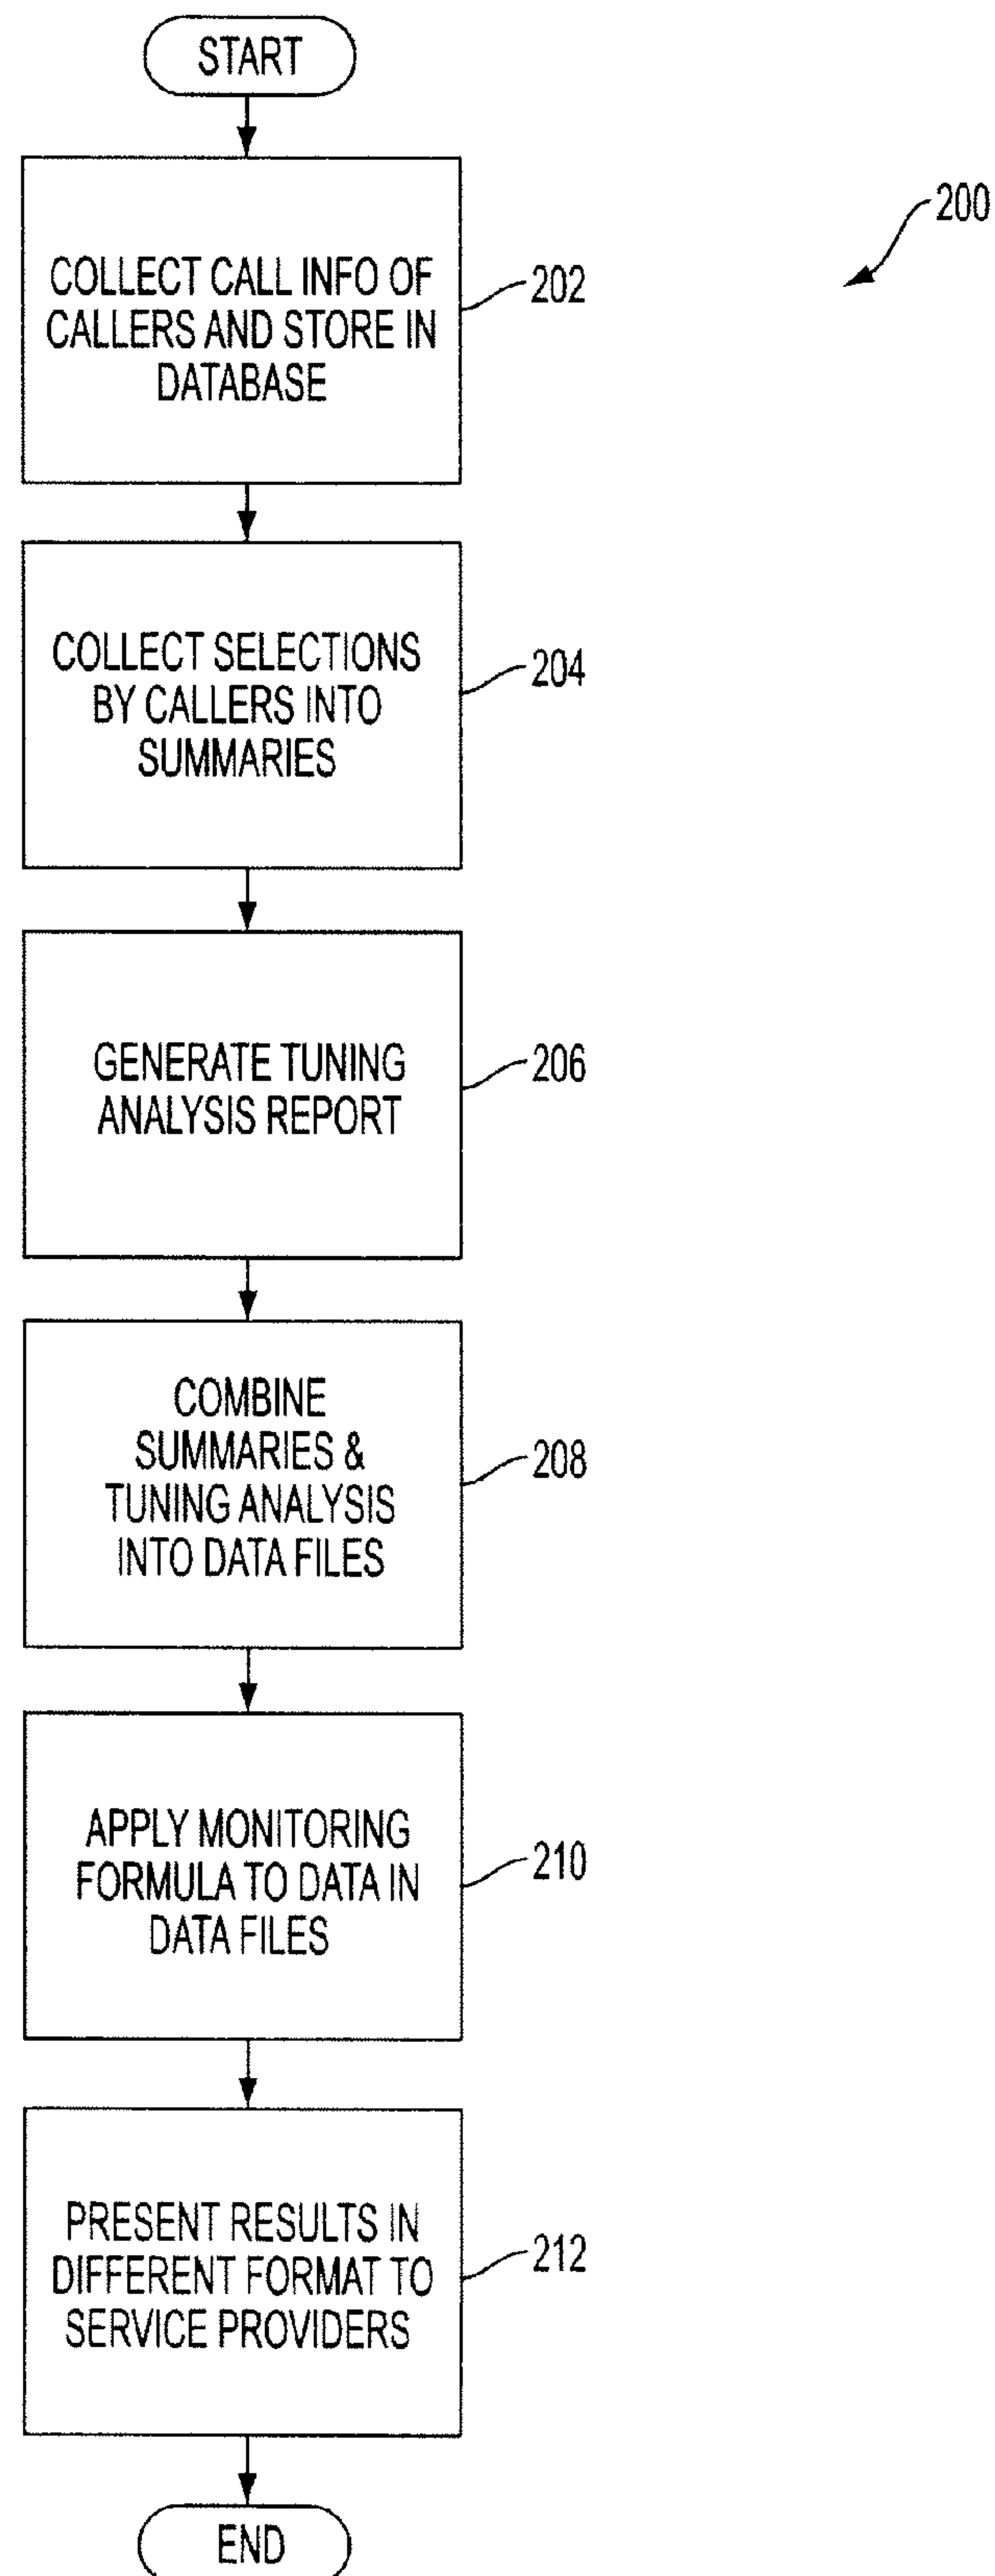 START
200
COLLECT CALL INFO OF
CALLERS AND STORE IN
DATABASE
202
COLLECT SELECTIONS
BY CALLERS INTO
SUMMARIES
204
GENERATE TUNING
ANALYSIS REPORT
206
COMBINE
SUMMARIES &
TUNING ANALYSIS
INTO DATA FILES
208
APPLY MONITORING
FORMULA TO DATA IN
DATA FILES
210
PRESENT RESULTS IN
DIFFERENT FORMAT TO
SERVICE PROVIDERS
212
END